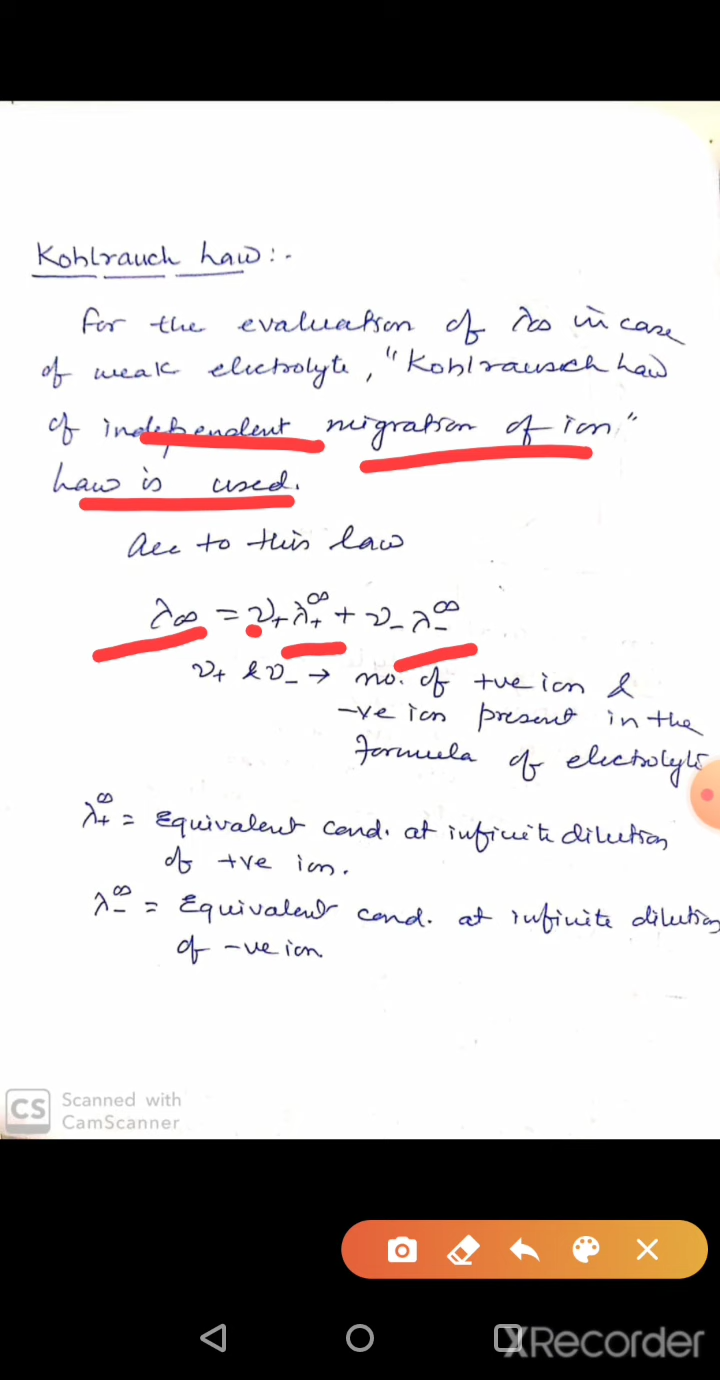 Kohlrauch Law:-
For the evaluation of λ∞ in case
of weak electrolyte, "Kohlrausch Law
of independent migration of ion"
Law is used.
Acc to this law
λ∞ = ν₊ λ₊^∞ + ν₋ λ₋^∞
ν₊ & ν₋ → no. of +ve ion &
-ve ion present in the
formula of electrolyte
λ₊^∞ = Equivalent cond. at infinite dilution
of +ve ion.
λ₋^∞ = Equivalent cond. at infinite dilution
of -ve ion.
CS Scanned with
CamScanner
XRecorder